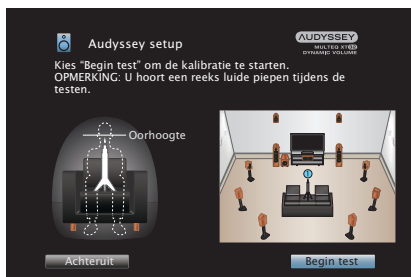 Audyssey setup
AUDYSSEY
MULTEQ XT32
DYNAMIC VOLUME
Kies "Begin test" om de kalibratie te starten.
OPMERKING: U hoort een reeks luide piepen tijdens de
testen.
Oorhoogte
Achteruit
Begin test